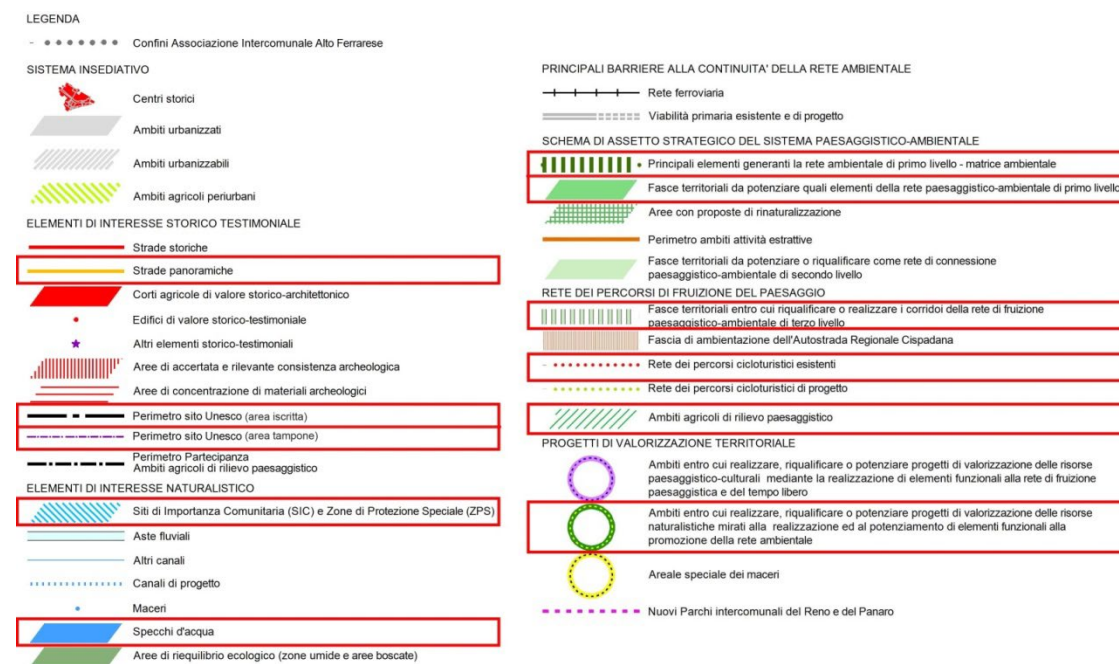 LEGENDA
Confini Associazione Intercomunale Alto Ferrarese
SISTEMA INSEDIATIVO
Centri storici
Ambiti urbanizzati
Ambiti urbanizzabili
Ambiti agricoli periurbani
ELEMENTI DI INTERESSE STORICO TESTIMONIALE
Strade storiche
Strade panoramiche
Corti agricole di valore storico-architettonico
Edifici di valore storico-testimoniale
Altri elementi storico-testimoniali
Aree di accertata e rilevante consistenza archeologica
Aree di concentrazione di materiali archeologici
Perimetro sito Unesco (area iscritta)
Perimetro sito Unesco (area tampone)
Perimetro Partecipanza
Ambiti agricoli di rilievo paesaggistico
ELEMENTI DI INTERESSE NATURALISTICO
Siti di Importanza Comunitaria (SIC) e Zone di Protezione Speciale (ZPS)
Aste fluviali
Altri canali
Canali di progetto
Maceri
Specchi d'acqua
Aree di riequilibrio ecologico (zone umide e aree boscate)
PRINCIPALI BARRIERE ALLA CONTINUITA' DELLA RETE AMBIENTALE
Rete ferroviaria
Viabilità primaria esistente e di progetto
SCHEMA DI ASSETTO STRATEGICO DEL SISTEMA PAESAGGISTICO-AMBIENTALE
Principali elementi generanti la rete ambientale di primo livello - matrice ambientale
Fasce territoriali da potenziare quali elementi della rete paesaggistico-ambientale di primo livello
Aree con proposte di rinaturalizzazione
Perimetro ambiti attività estrattive
Fasce territoriali da potenziare o riqualificare come rete di connessione
paesaggistico-ambientale di secondo livello
RETE DEI PERCORSI DI FRUIZIONE DEL PAESAGGIO
Fasce territoriali entro cui riqualificare o realizzare i corridoi della rete di fruizione
paesaggistico-ambientale di terzo livello
Fascia di ambientazione dell'Autostrada Regionale Cispadana
Rete dei percorsi cicloturistici esistenti
Rete dei percorsi cicloturistici di progetto
Ambiti agricoli di rilievo paesaggistico
PROGETTI DI VALORIZZAZIONE TERRITORIALE
Ambiti entro cui realizzare, riqualificare o potenziare progetti di valorizzazione delle risorse
paesaggistico-culturali mediante la realizzazione di elementi funzionali alla rete di fruizione
paesaggistica e del tempo libero
Ambiti entro cui realizzare, riqualificare o potenziare progetti di valorizzazione delle risorse
naturalistiche mirati alla realizzazione ed al potenziamento di elementi funzionali alla
promozione della rete ambientale
Areale speciale dei maceri
Nuovi Parchi intercomunali del Reno e del Panaro